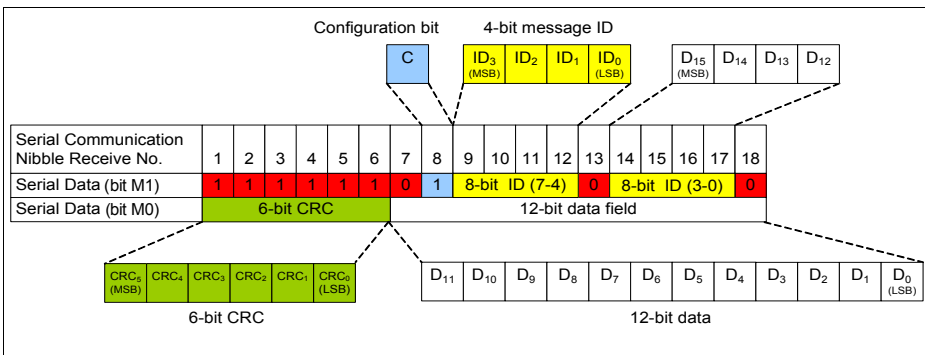 Configuration bit 4-bit message ID
C ID₃ (MSB) ID₂ ID₁ ID₀ (LSB) D₁₅ (MSB) D₁₄ D₁₃ D₁₂
Serial Communication
Nibble Receive No. 1 2 3 4 5 6 7 8 9 10 11 12 13 14 15 16 17 18
Serial Data (bit M1) 1 1 1 1 1 1 0 1 8-bit ID (7-4) 0 8-bit ID (3-0) 0
Serial Data (bit M0) 6-bit CRC 12-bit data field
CRC₅ (MSB) CRC₄ CRC₃ CRC₂ CRC₁ CRC₀ (LSB) D₁₁ D₁₀ D₉ D₈ D₇ D₆ D₅ D₄ D₃ D₂ D₁ D₀ (LSB)
6-bit CRC 12-bit data